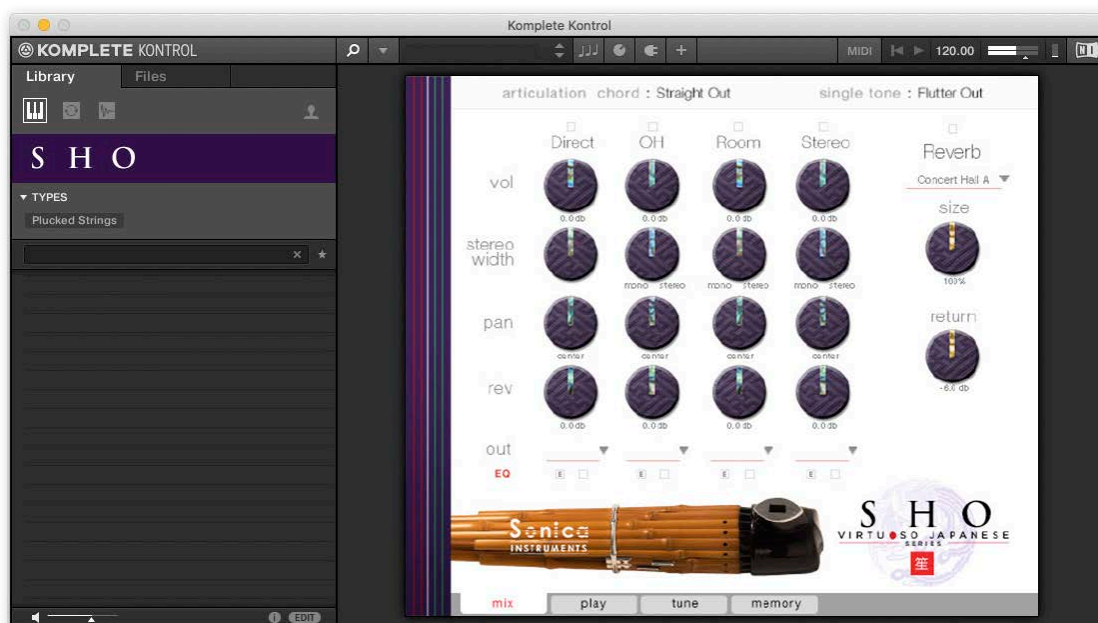 Komplete Kontrol
KOMPLETE KONTROL
MIDI
120.00
Library
Files
S H O
TYPES
Plucked Strings
EDIT
articulation chord : Straight Out
single tone : Flutter Out
Direct OH Room Stereo
Reverb
Concert Hall A
vol
0.0 db 0.0 db 0.0 db 0.0 db
size
100%
stereo
width
mono stereo mono stereo mono stereo
pan
center center center center
return
-6.0 db
rev
0.0 db 0.0 db 0.0 db 0.0 db
out
EQ
E E E E
Sonica
INSTRUMENTS
S H O
VIRTUOSO JAPANESE
SERIES
笙
mix play tune memory